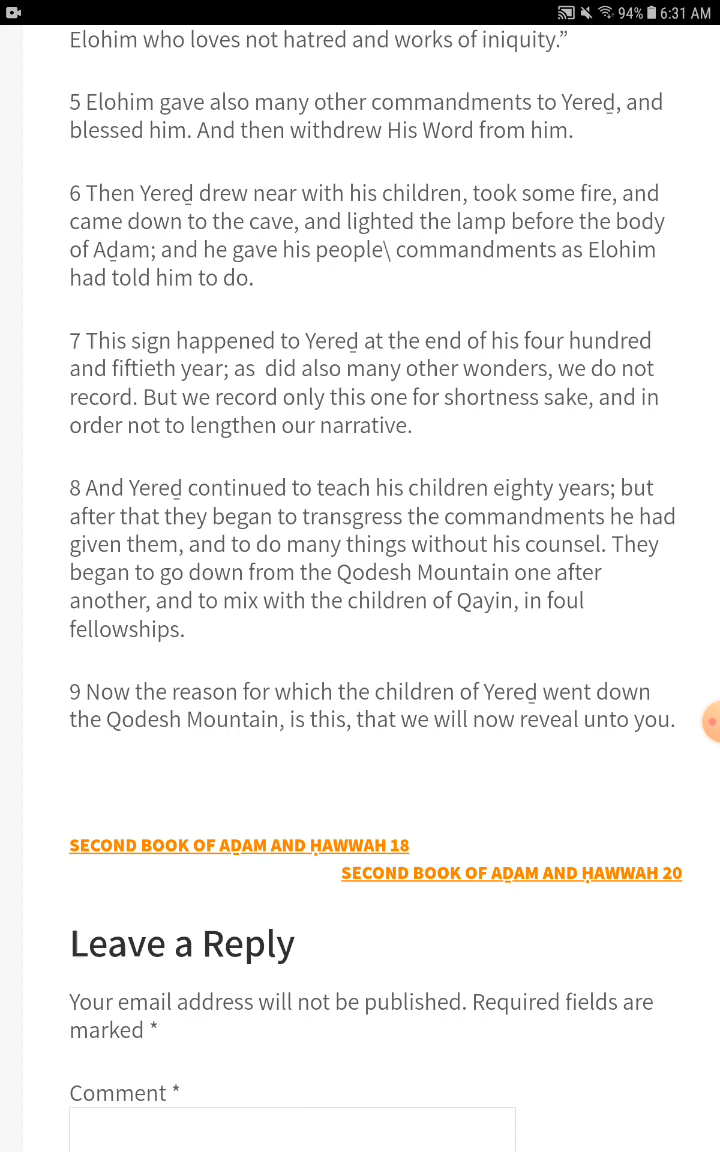 94% 6:31 AM
Elohim who loves not hatred and works of iniquity.”
5 Elohim gave also many other commandments to Yereḏ, and
blessed him. And then withdrew His Word from him.
6 Then Yereḏ drew near with his children, took some fire, and
came down to the cave, and lighted the lamp before the body
of Aḏam; and he gave his people\ commandments as Elohim
had told him to do.
7 This sign happened to Yereḏ at the end of his four hundred
and fiftieth year; as  did also many other wonders, we do not
record. But we record only this one for shortness sake, and in
order not to lengthen our narrative.
8 And Yereḏ continued to teach his children eighty years; but
after that they began to transgress the commandments he had
given them, and to do many things without his counsel. They
began to go down from the Qodesh Mountain one after
another, and to mix with the children of Qayin, in foul
fellowships.
9 Now the reason for which the children of Yereḏ went down
the Qodesh Mountain, is this, that we will now reveal unto you.
SECOND BOOK OF AḎAM AND ḤAWWAH 18
SECOND BOOK OF AḎAM AND ḤAWWAH 20
Leave a Reply
Your email address will not be published. Required fields are
marked *
Comment *